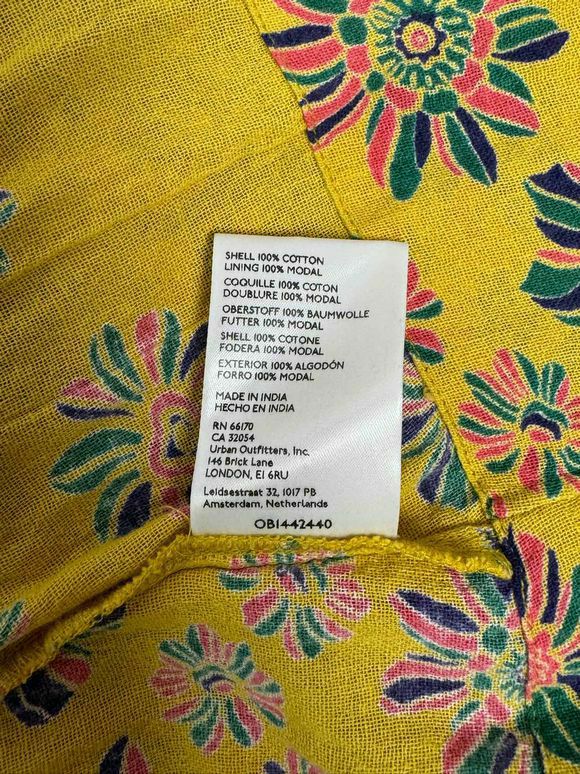 SHELL 100% COTTON
LINING 100% MODAL
COQUILLE 100% COTON
DOUBLURE 100% MODAL
OBERSTOFF 100% BAUMWOLLE
FUTTER 100% MODAL
SHELL 100% COTONE
FODERA 100% MODAL
EXTERIOR 100% ALGODÓN
FORRO 100% MODAL
MADE IN INDIA
HECHO EN INDIA
RN 66170
CA 32054
Urban Outfitters, Inc.
146 Brick Lane
LONDON, E1 6RU
Leidsestraat 32, 1017 PB
Amsterdam, Netherlands
OB1442440